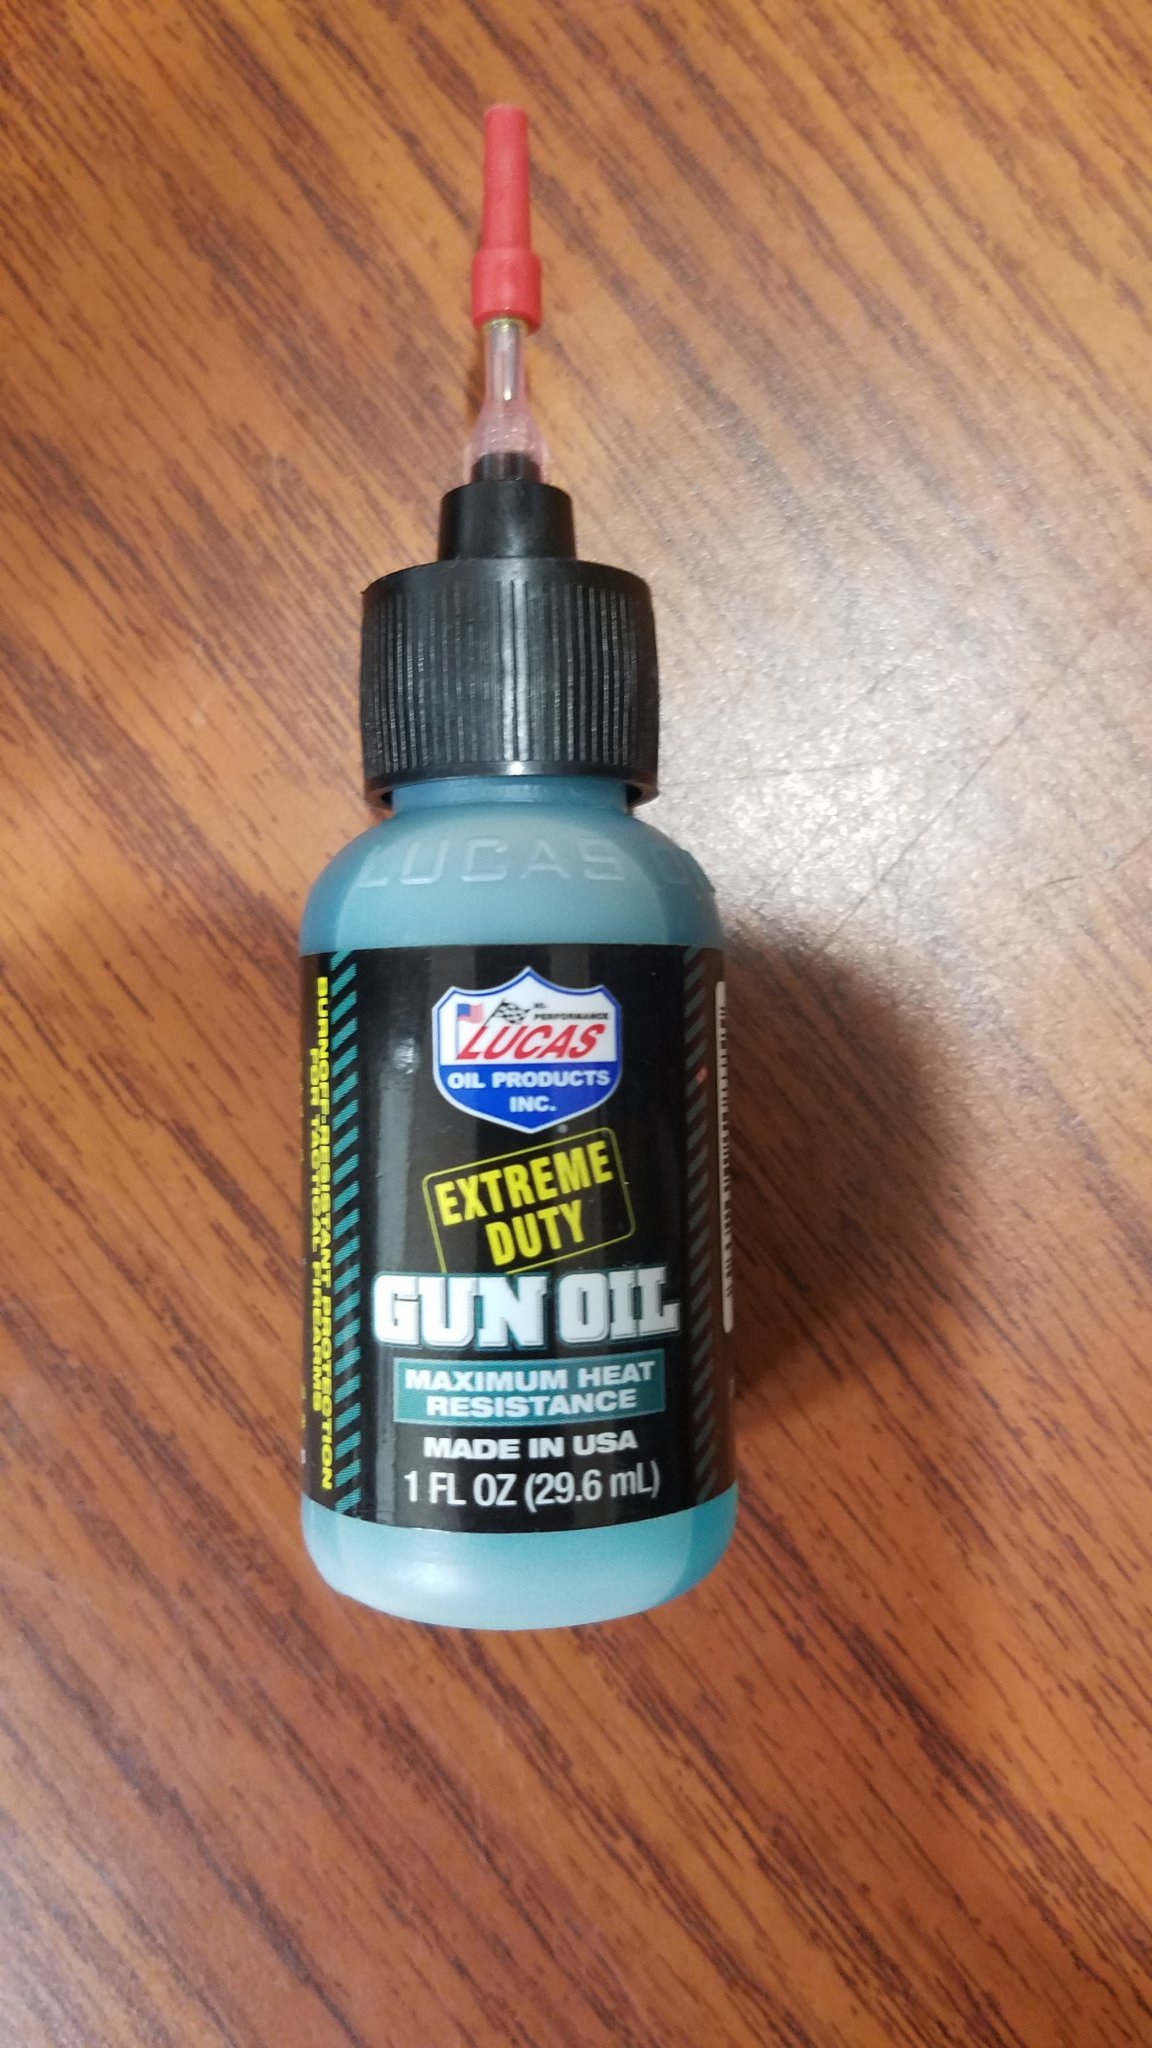 LUCAS
HI-
PERFORMANCE
LUCAS
OIL PRODUCTS
INC.
®
EXTREME
DUTY
GUN OIL
MAXIMUM HEAT
RESISTANCE
MADE IN USA
1 FL OZ (29.6 mL)
BURNOFF-RESISTANT PROTECTION
FOR TACTICAL FIREARMS